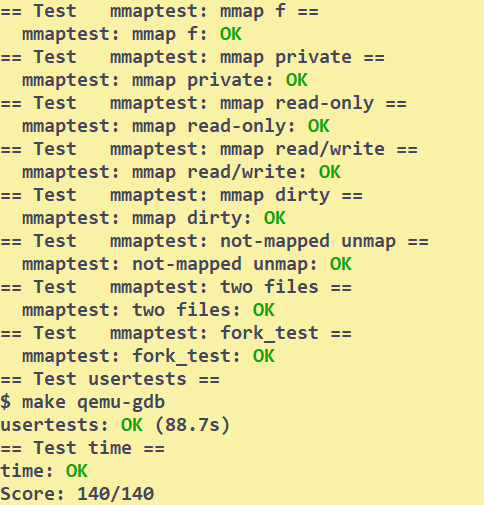 == Test   mmaptest: mmap f ==
  mmaptest: mmap f: OK
== Test   mmaptest: mmap private ==
  mmaptest: mmap private: OK
== Test   mmaptest: mmap read-only ==
  mmaptest: mmap read-only: OK
== Test   mmaptest: mmap read/write ==
  mmaptest: mmap read/write: OK
== Test   mmaptest: mmap dirty ==
  mmaptest: mmap dirty: OK
== Test   mmaptest: not-mapped unmap ==
  mmaptest: not-mapped unmap: OK
== Test   mmaptest: two files ==
  mmaptest: two files: OK
== Test   mmaptest: fork_test ==
  mmaptest: fork_test: OK
== Test usertests ==
$ make qemu-gdb
usertests: OK (88.7s)
== Test time ==
time: OK
Score: 140/140